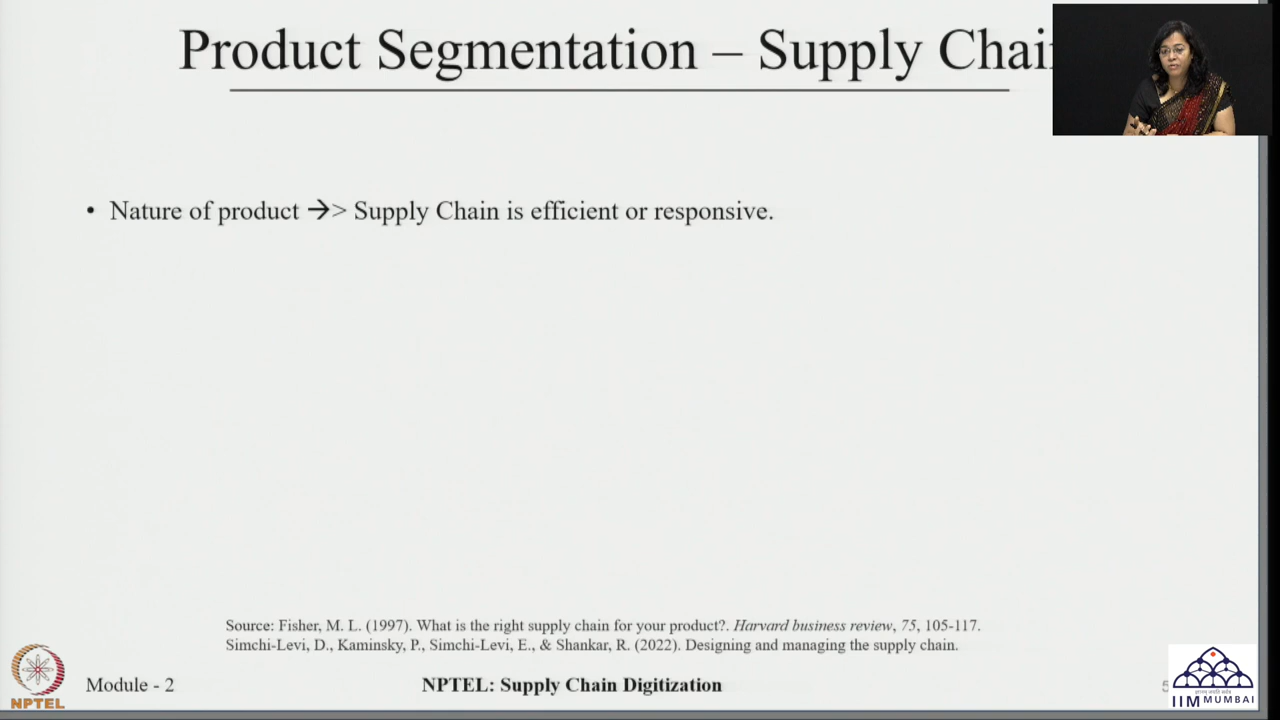 Product Segmentation – Supply Chain
• Nature of product →> Supply Chain is efficient or responsive.
Source: Fisher, M. L. (1997). What is the right supply chain for your product?. Harvard business review, 75, 105-117.
Simchi-Levi, D., Kaminsky, P., Simchi-Levi, E., & Shankar, R. (2022). Designing and managing the supply chain.
NPTEL
Module - 2
NPTEL: Supply Chain Digitization
IIM MUMBAI